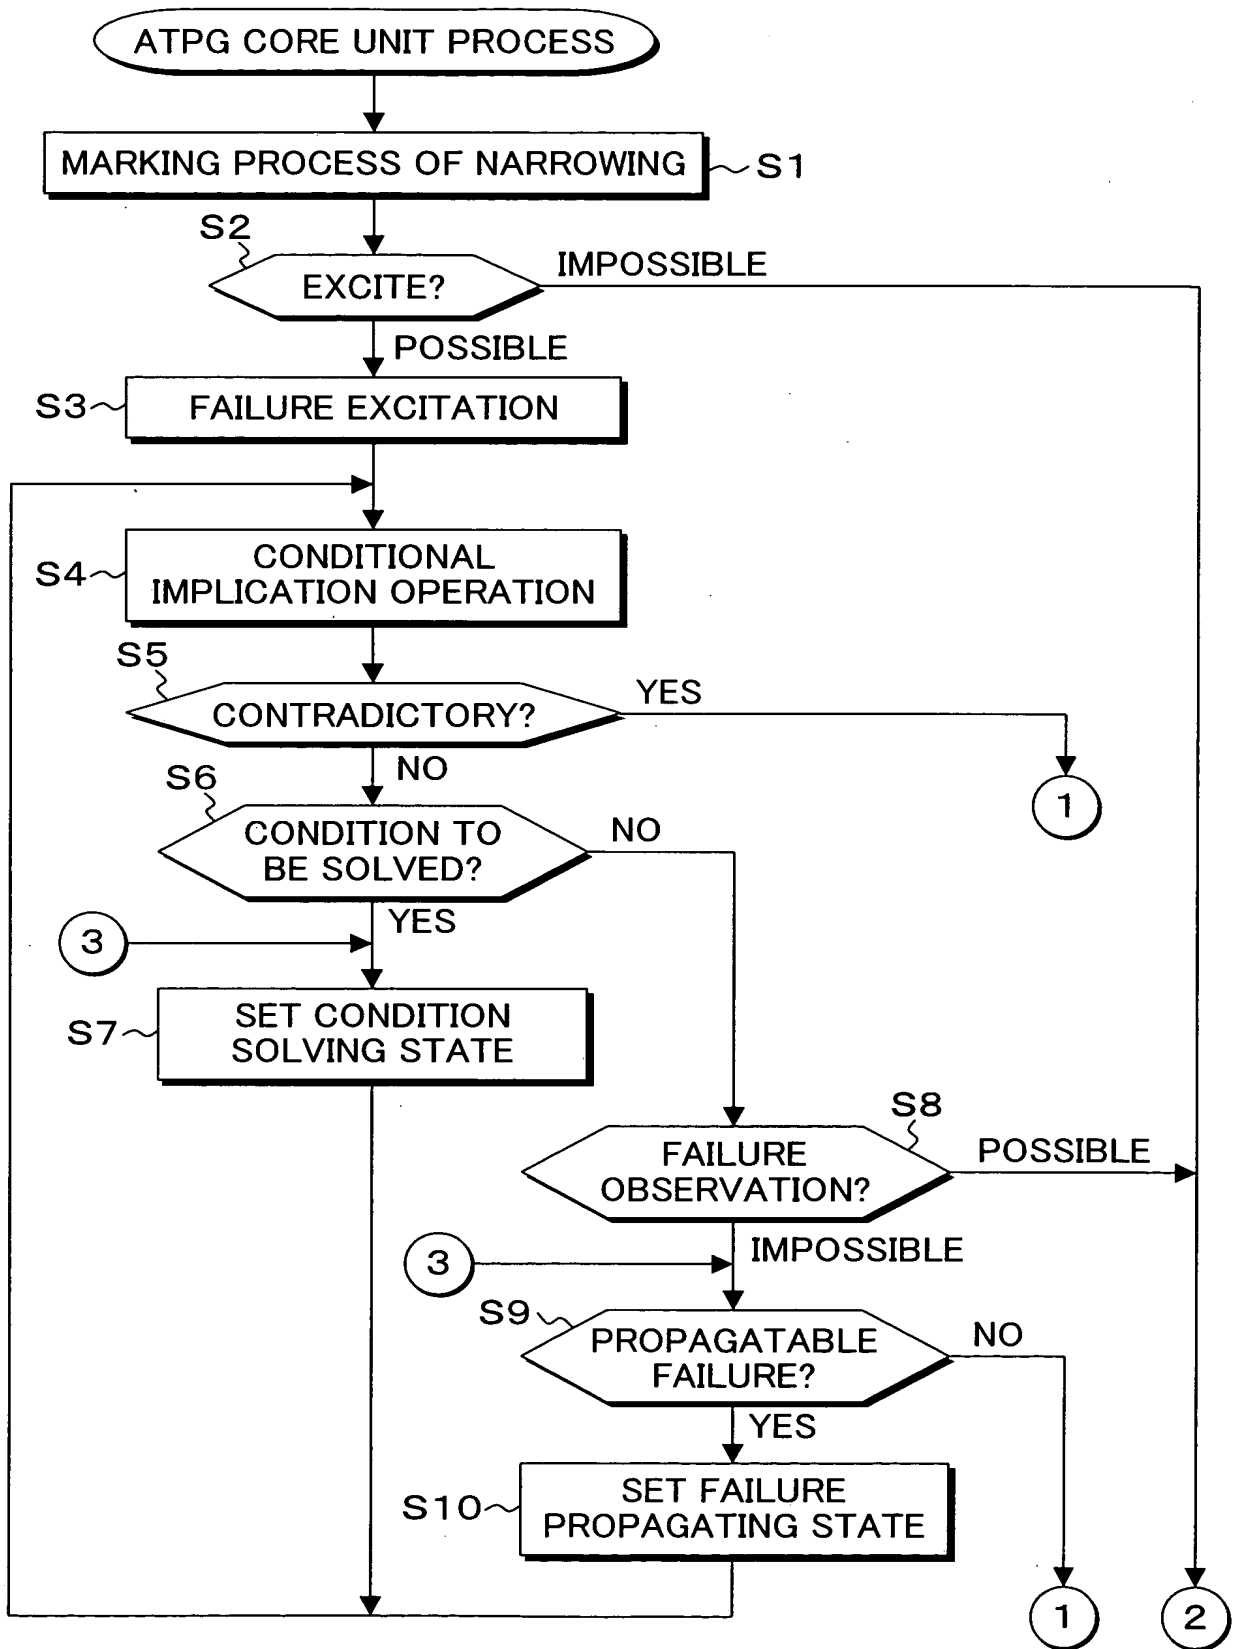 ATPG CORE UNIT PROCESS
MARKING PROCESS OF NARROWING
S1
S2
EXCITE?
IMPOSSIBLE
POSSIBLE
S3
FAILURE EXCITATION
S4
CONDITIONAL
IMPLICATION OPERATION
S5
CONTRADICTORY?
YES
1
NO
S6
CONDITION TO
BE SOLVED?
NO
YES
3
S7
SET CONDITION
SOLVING STATE
S8
FAILURE
OBSERVATION?
POSSIBLE
IMPOSSIBLE
3
S9
PROPAGATABLE
FAILURE?
NO
YES
S10
SET FAILURE
PROPAGATING STATE
1
2